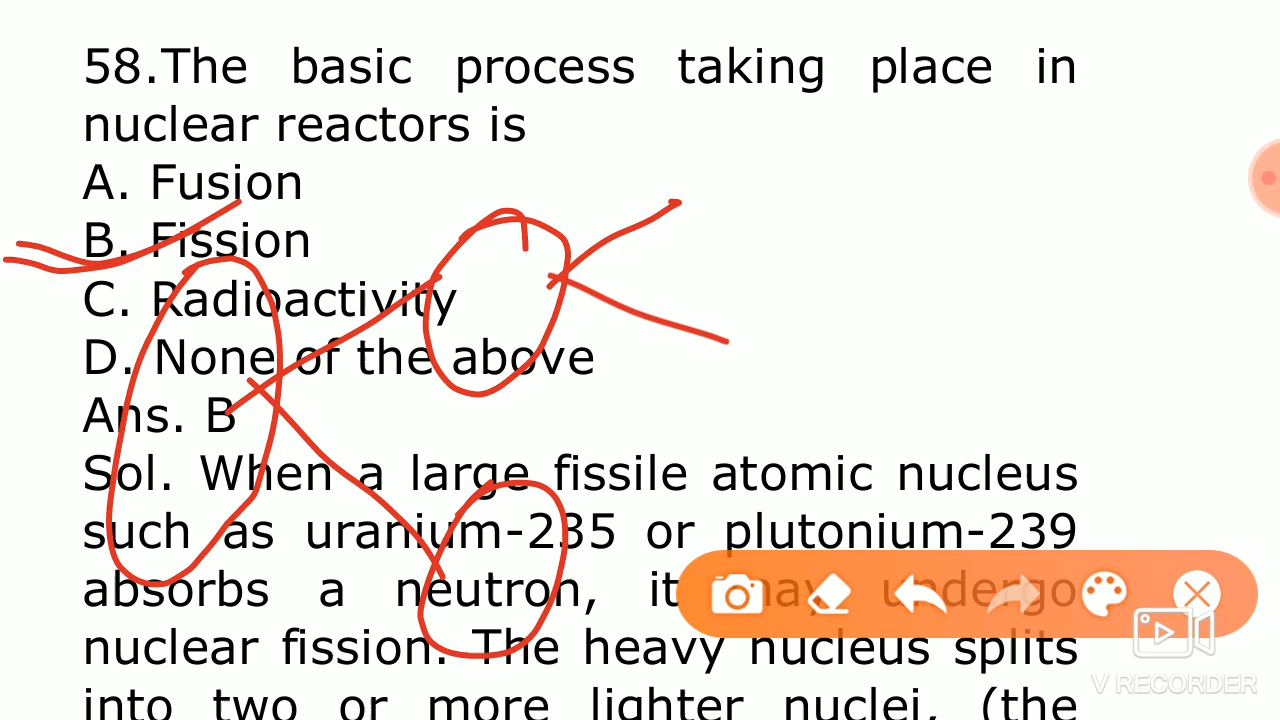 58.The basic process taking place in
nuclear reactors is
A. Fusion
B. Fission
C. Radioactivity
D. None of the above
Ans. B
Sol. When a large fissile atomic nucleus
such as uranium-235 or plutonium-239
absorbs a neutron, it may undergo
nuclear fission. The heavy nucleus splits
into two or more lighter nuclei, (the
V RECORDER